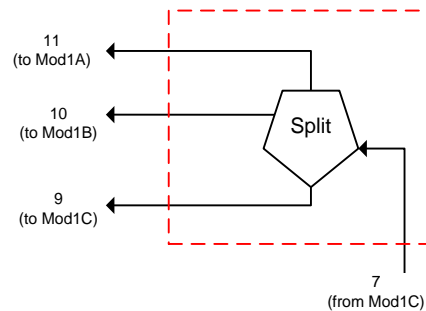 11
(to Mod1A)
10
(to Mod1B)
Split
9
(to Mod1C)
7
(from Mod1C)